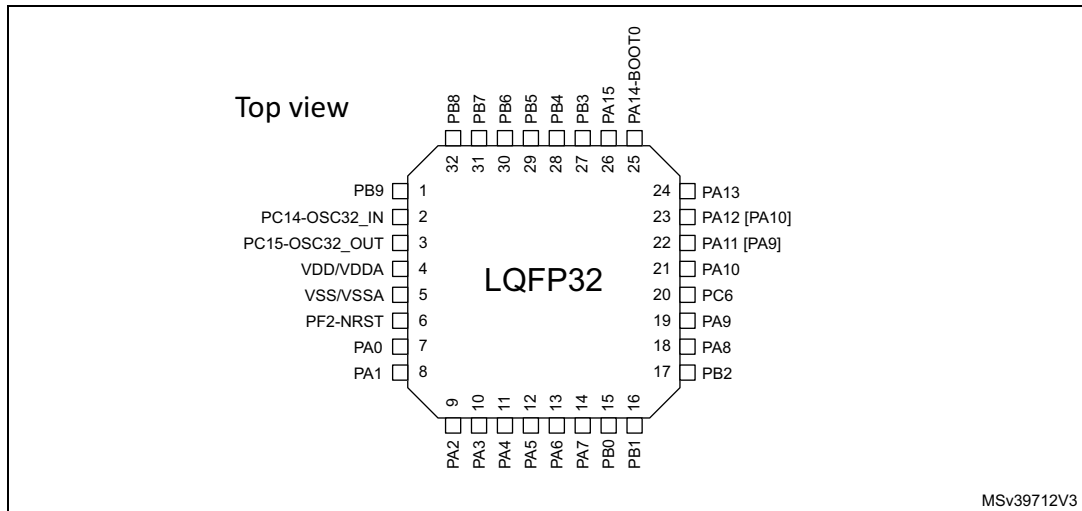 Top view
PB8
PB7
PB6
PB5
PB4
PB3
PA15
PA14-BOOT0
32
31
30
29
28
27
26
25
PB9 1
PC14-OSC32_IN 2
PC15-OSC32_OUT 3
VDD/VDDA 4
VSS/VSSA 5
PF2-NRST 6
PA0 7
PA1 8
LQFP32
24 PA13
23 PA12 [PA10]
22 PA11 [PA9]
21 PA10
20 PC6
19 PA9
18 PA8
17 PB2
9
10
11
12
13
14
15
16
PA2
PA3
PA4
PA5
PA6
PA7
PB0
PB1
MSv39712V3